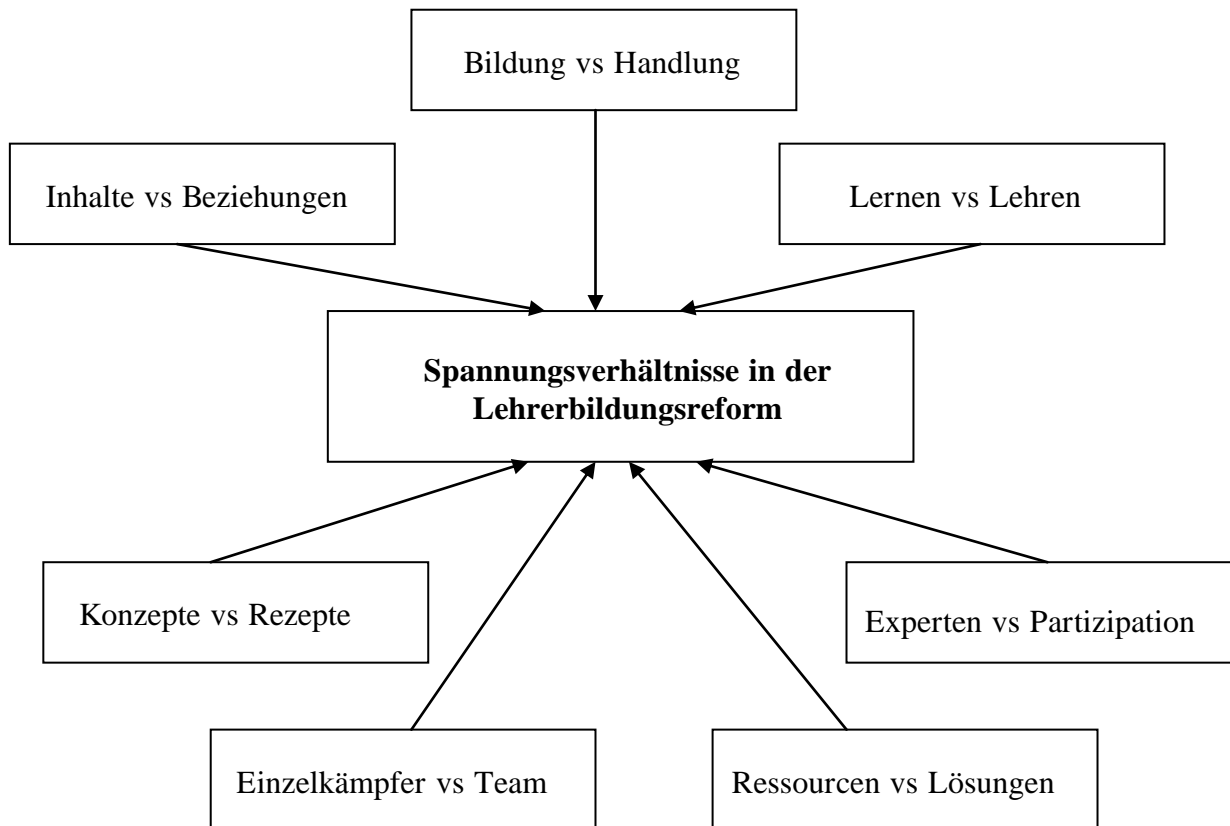 Bildung vs Handlung
Inhalte vs Beziehungen
Lernen vs Lehren
Spannungsverhältnisse in der
Lehrerbildungsreform
Konzepte vs Rezepte
Experten vs Partizipation
Einzelkämpfer vs Team
Ressourcen vs Lösungen